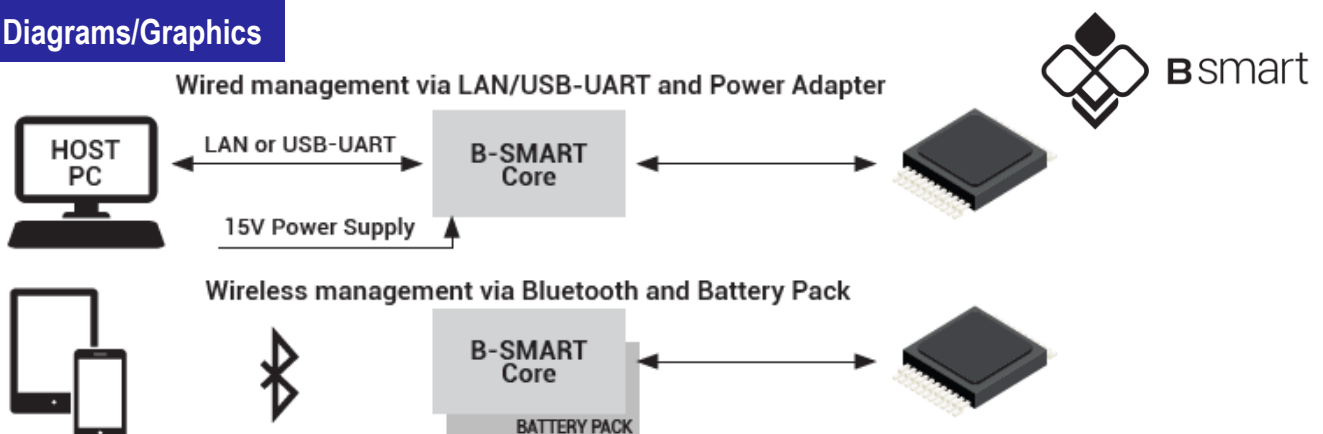 Diagrams/Graphics
Bsmart
Wired management via LAN/USB-UART and Power Adapter
HOST
PC
LAN or USB-UART
B-SMART
Core
15V Power Supply
Wireless management via Bluetooth and Battery Pack
B-SMART
Core
BATTERY PACK